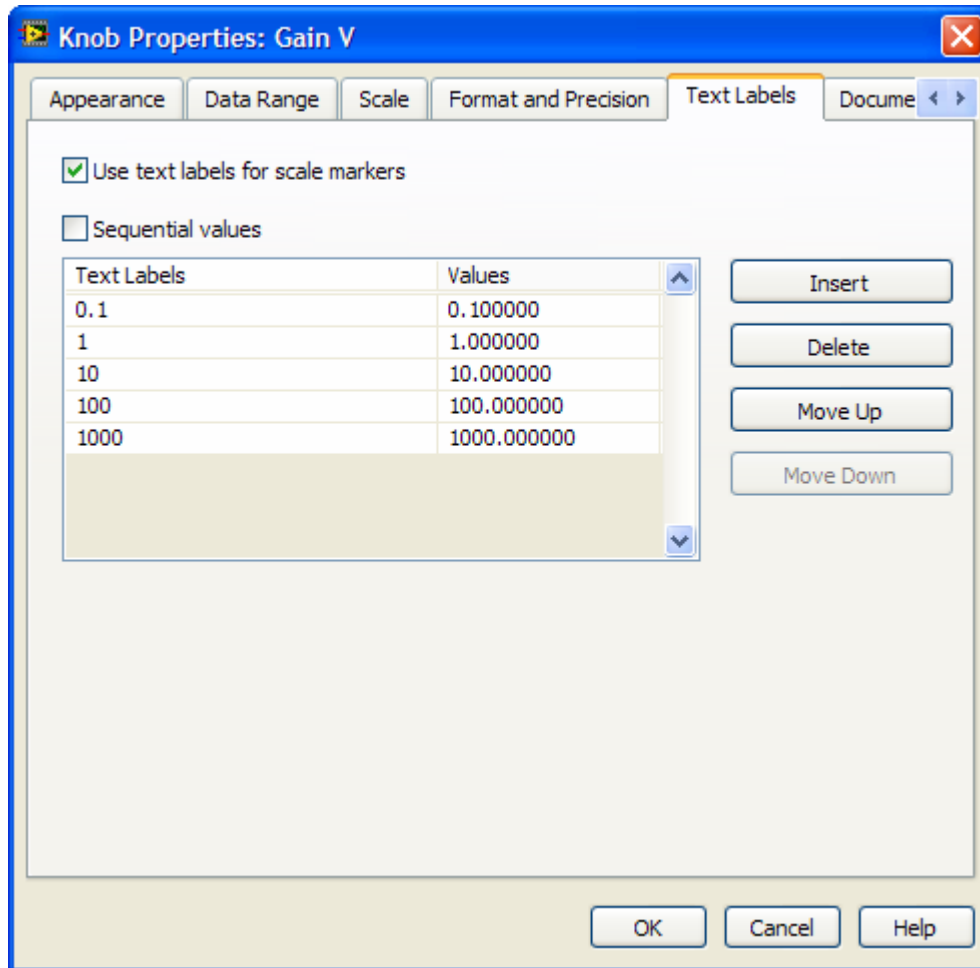 Knob Properties: Gain V
Appearance Data Range Scale Format and Precision Text Labels Docume
Use text labels for scale markers
Sequential values
Text Labels Values
0.1 0.100000
1 1.000000
10 10.000000
100 100.000000
1000 1000.000000
Insert
Delete
Move Up
Move Down
OK Cancel Help